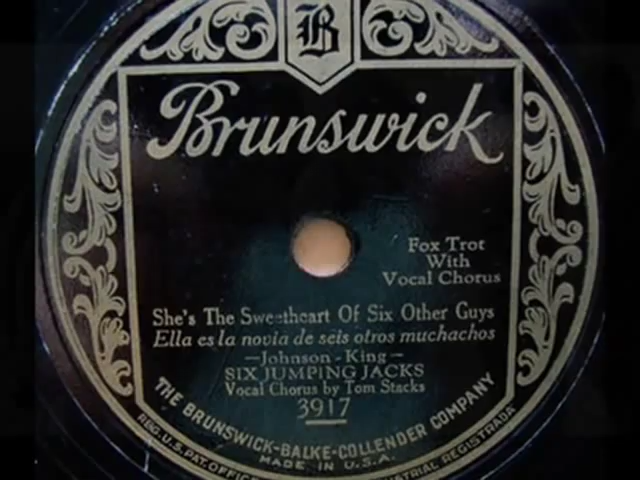 B
Brunswick
Fox Trot
With
Vocal Chorus
She's The Sweetheart Of Six Other Guys
Ella es la novia de seis otros muchachos
—Johnson - King—
SIX JUMPING JACKS
Vocal Chorus by Tom Stacks
3917
THE BRUNSWICK-BALKE-COLLENDER COMPANY
MADE IN U.S.A.
REG. U.S. PAT. OFFICE
REGISTRADA